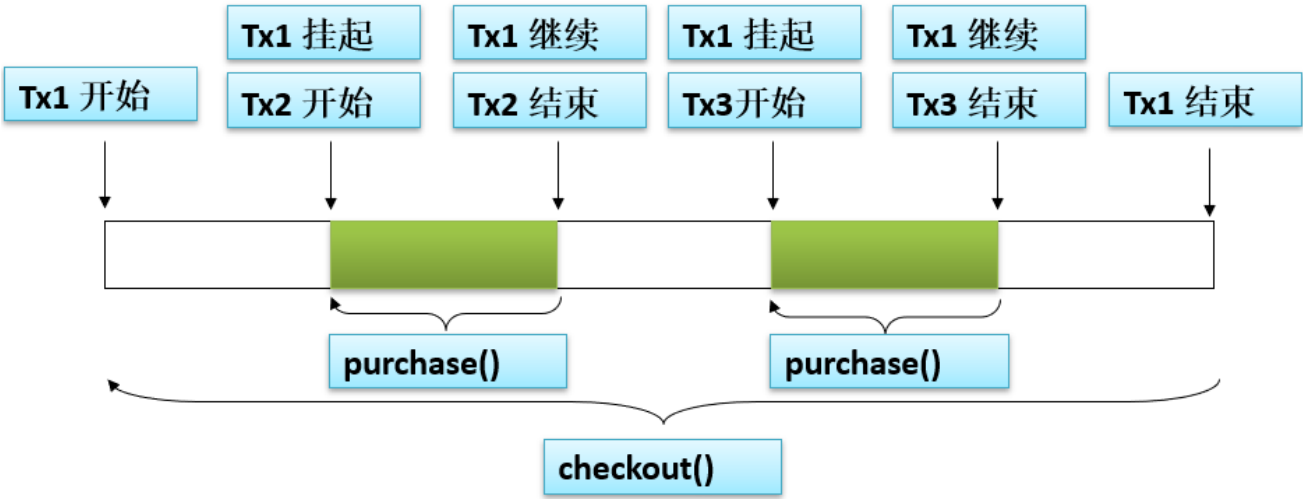 Tx1 挂起
Tx1 继续
Tx1 挂起
Tx1 继续
Tx1 开始
Tx2 开始
Tx2 结束
Tx3开始
Tx3 结束
Tx1 结束
purchase()
purchase()
checkout()